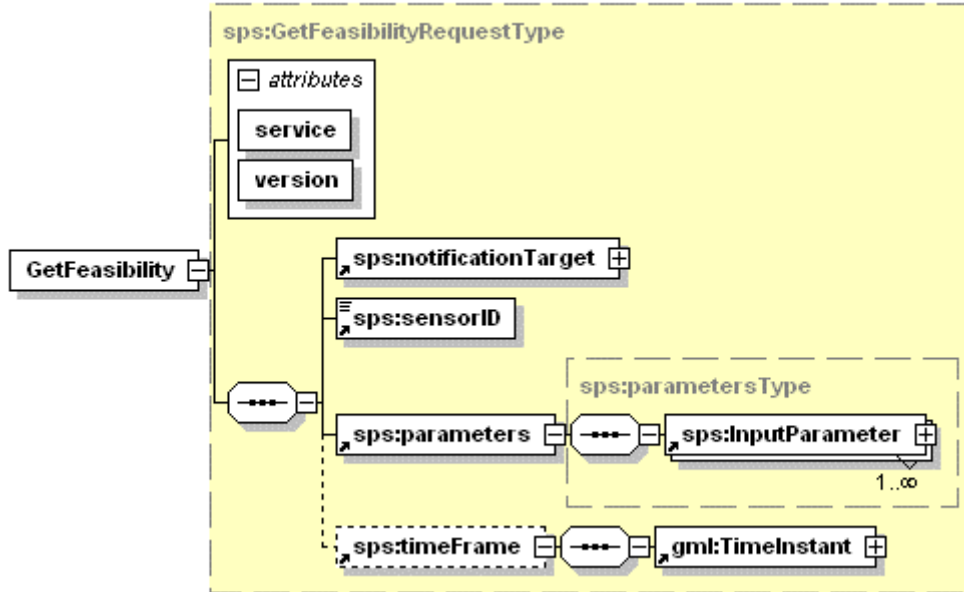 sps:GetFeasibilityRequestType
attributes
service
version
GetFeasibility
sps:notificationTarget
sps:sensorID
sps:parametersType
sps:parameters
sps:InputParameter
1..∞
sps:timeFrame
gml:TimeInstant